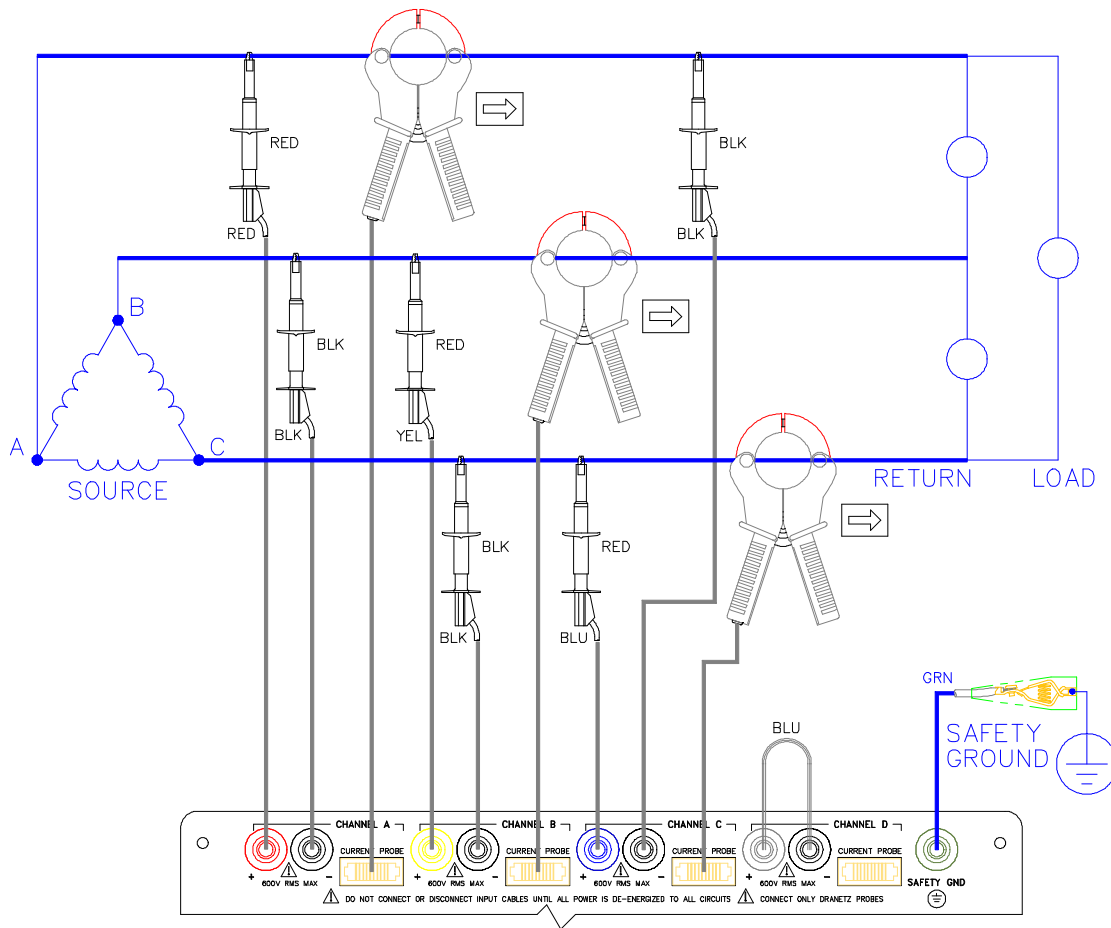 RED
BLK
RED
BLK
B
BLK
RED
A
C
BLK
YEL
SOURCE
RETURN
LOAD
BLK
RED
BLK
BLU
GRN
SAFETY
GROUND
BLU
CHANNEL A
CHANNEL B
CHANNEL C
CHANNEL D
CURRENT PROBE
CURRENT PROBE
CURRENT PROBE
CURRENT PROBE
+ 600V RMS MAX -
+ 600V RMS MAX -
+ 600V RMS MAX -
+ 600V RMS MAX -
SAFETY GND
DO NOT CONNECT OR DISCONNECT INPUT CABLES UNTIL ALL POWER IS DE-ENERGIZED TO ALL CIRCUITS
CONNECT ONLY DRANETZ PROBES